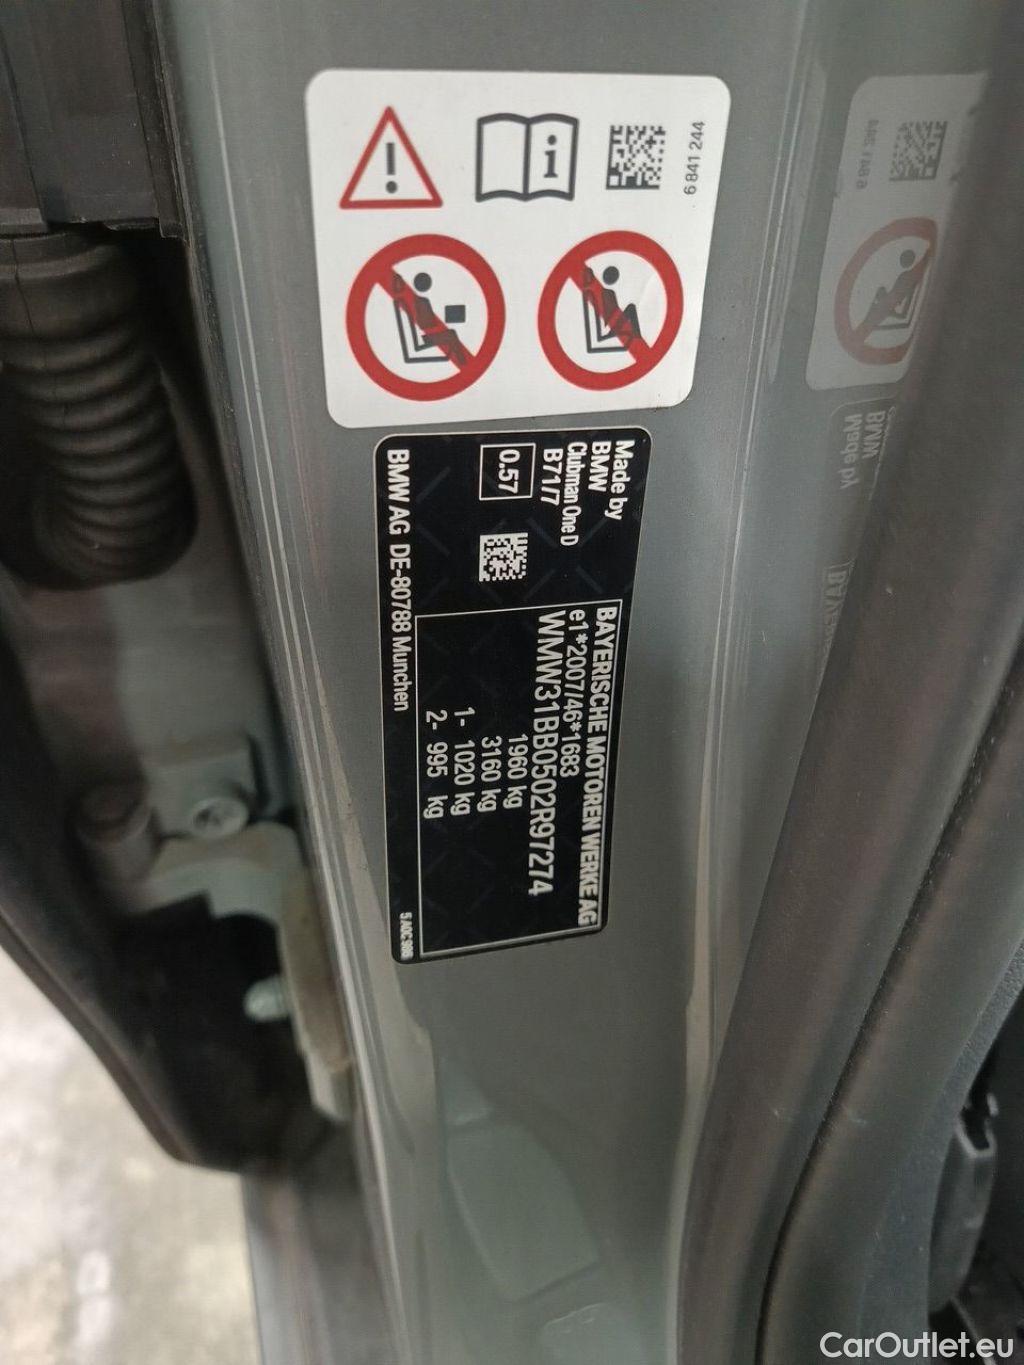 6 841 244
Made by
BMW
Clubman One D
B71/7
0.57
BAYERISCHE MOTOREN WERKE AG
e1*2007/46*1683
WMW31BB0502R97274
1960 kg
3160 kg
1- 1020 kg
2- 995 kg
BMW AG DE-80788 Munchen
CarOutlet.eu